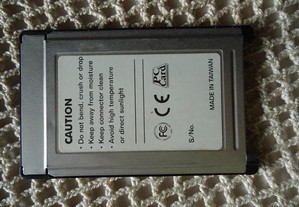 CAUTION
• Do not bend, crush or drop
• Keep away from moisture
• Keep connector clean
• Avoid high temperature
or direct sunlight
FC CE PC Card
S/No.
MADE IN TAIWAN